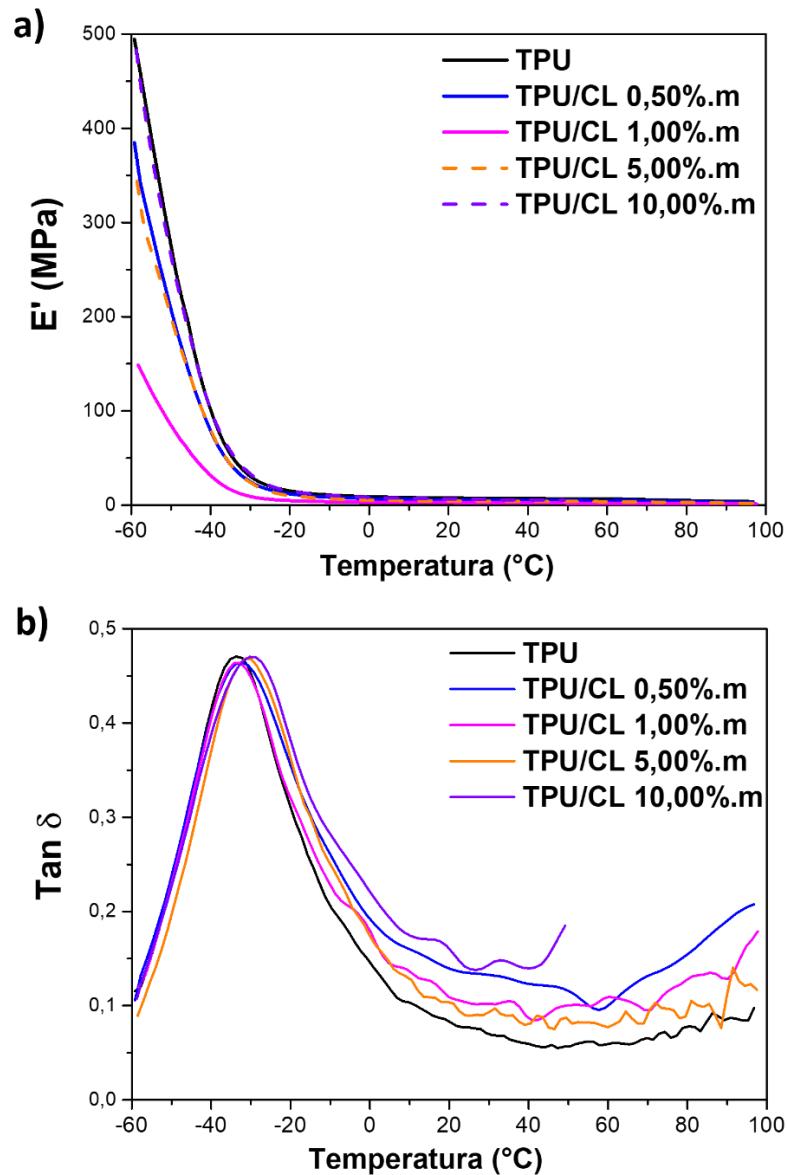 a)
500
400
300
200
100
0
E' (MPa)
TPU
TPU/CL 0,50%.m
TPU/CL 1,00%.m
TPU/CL 5,00%.m
TPU/CL 10,00%.m
-60 -40 -20 0 20 40 60 80 100
Temperatura (°C)
b)
0,5
0,4
0,3
0,2
0,1
0,0
Tan δ
TPU
TPU/CL 0,50%.m
TPU/CL 1,00%.m
TPU/CL 5,00%.m
TPU/CL 10,00%.m
-60 -40 -20 0 20 40 60 80 100
Temperatura (°C)